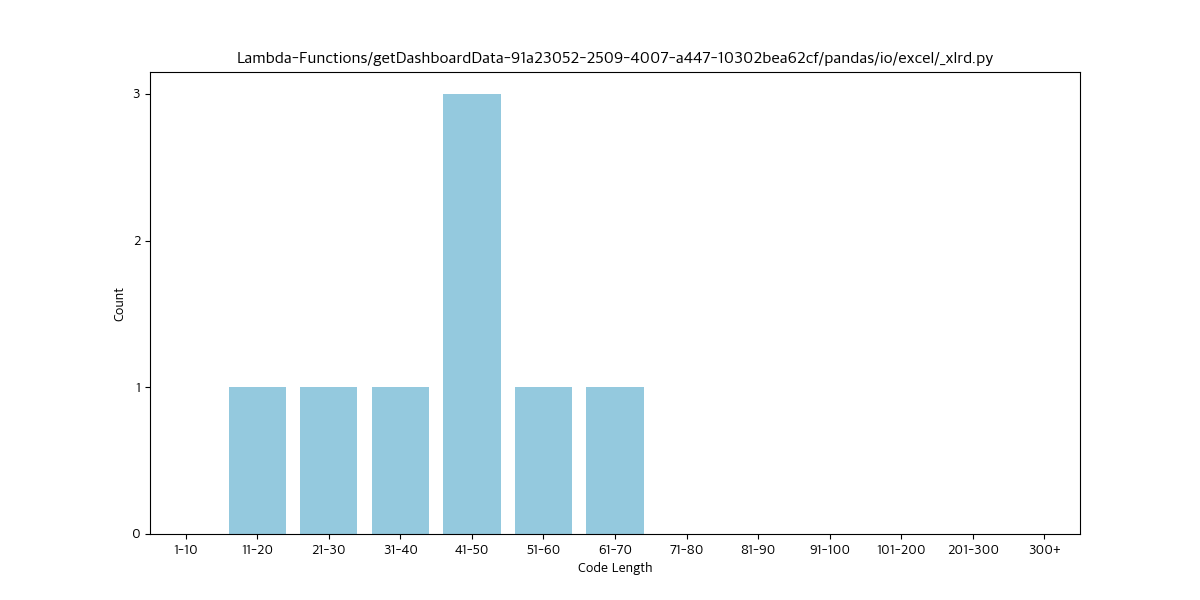 Lambda-Functions/getDashboardData-91a23052-2509-4007-a447-10302bea62cf/pandas/io/excel/_xlrd.py
3
2
1
0
Count
1-10 11-20 21-30 31-40 41-50 51-60 61-70 71-80 81-90 91-100 101-200 201-300 300+
Code Length